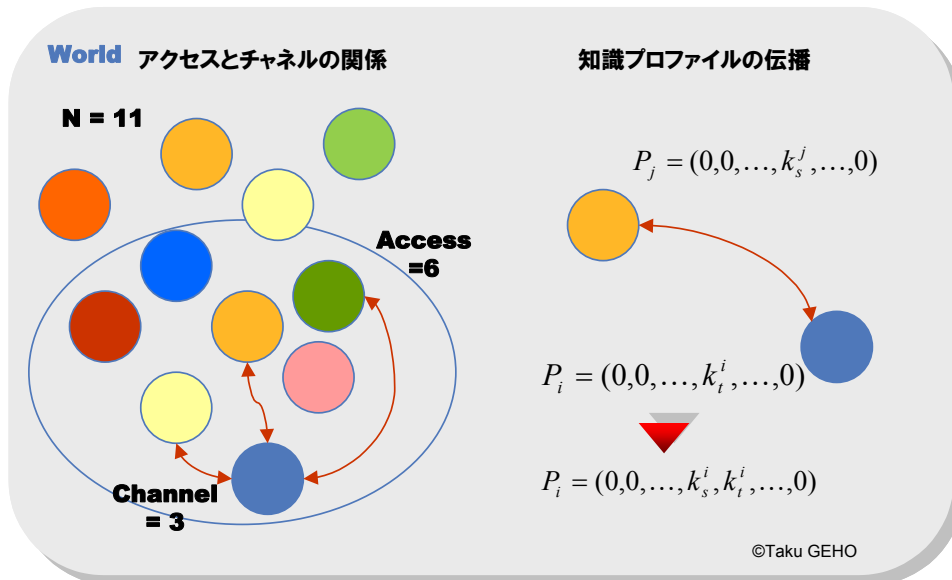 World アクセスとチャネルの関係
N = 11
Access
=6
Channel
= 3
知識プロファイルの伝播
P_j = (0,0,…,k_s^j,…,0)
P_i = (0,0,…,k_t^i,…,0)
P_i = (0,0,…,k_s^i,k_t^i,…,0)
©Taku GEHO